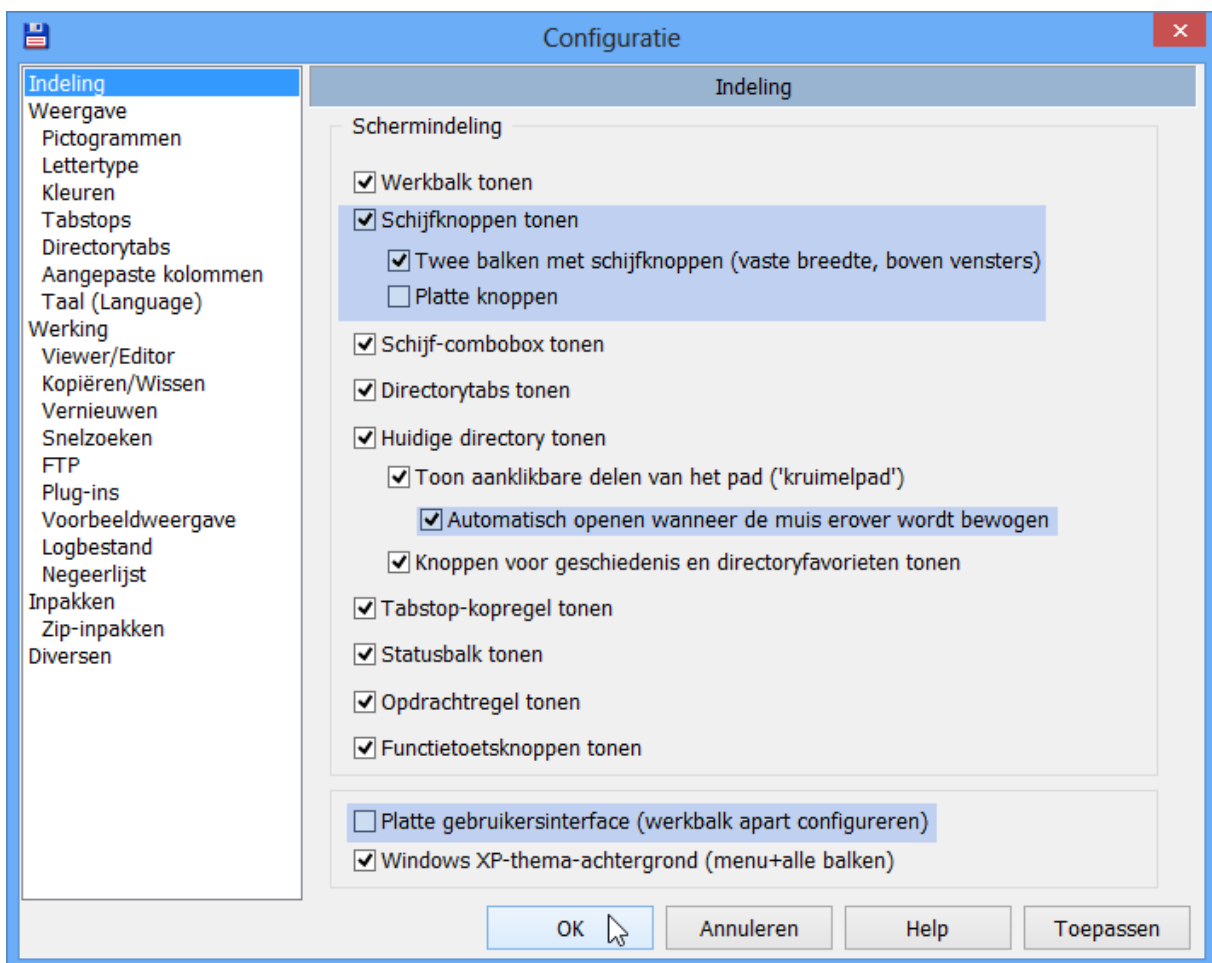 Configuratie
Indeling
Weergave
Pictogrammen
Lettertype
Kleuren
Tabstops
Directorytabs
Aangepaste kolommen
Taal (Language)
Werking
Viewer/Editor
Kopiëren/Wissen
Vernieuwen
Snelzoeken
FTP
Plug-ins
Voorbeeldweergave
Logbestand
Negeerlijst
Inpakken
Zip-inpakken
Diversen
Indeling
Schermindeling
Werkbalk tonen
Schijfknoppen tonen
Twee balken met schijfknoppen (vaste breedte, boven vensters)
Platte knoppen
Schijf-combobox tonen
Directorytabs tonen
Huidige directory tonen
Toon aanklikbare delen van het pad ('kruimelpad')
Automatisch openen wanneer de muis erover wordt bewogen
Knoppen voor geschiedenis en directoryfavorieten tonen
Tabstop-kopregel tonen
Statusbalk tonen
Opdrachtregel tonen
Functietoetsknoppen tonen
Platte gebruikersinterface (werkbalk apart configureren)
Windows XP-thema-achtergrond (menu+alle balken)
OK
Annuleren
Help
Toepassen